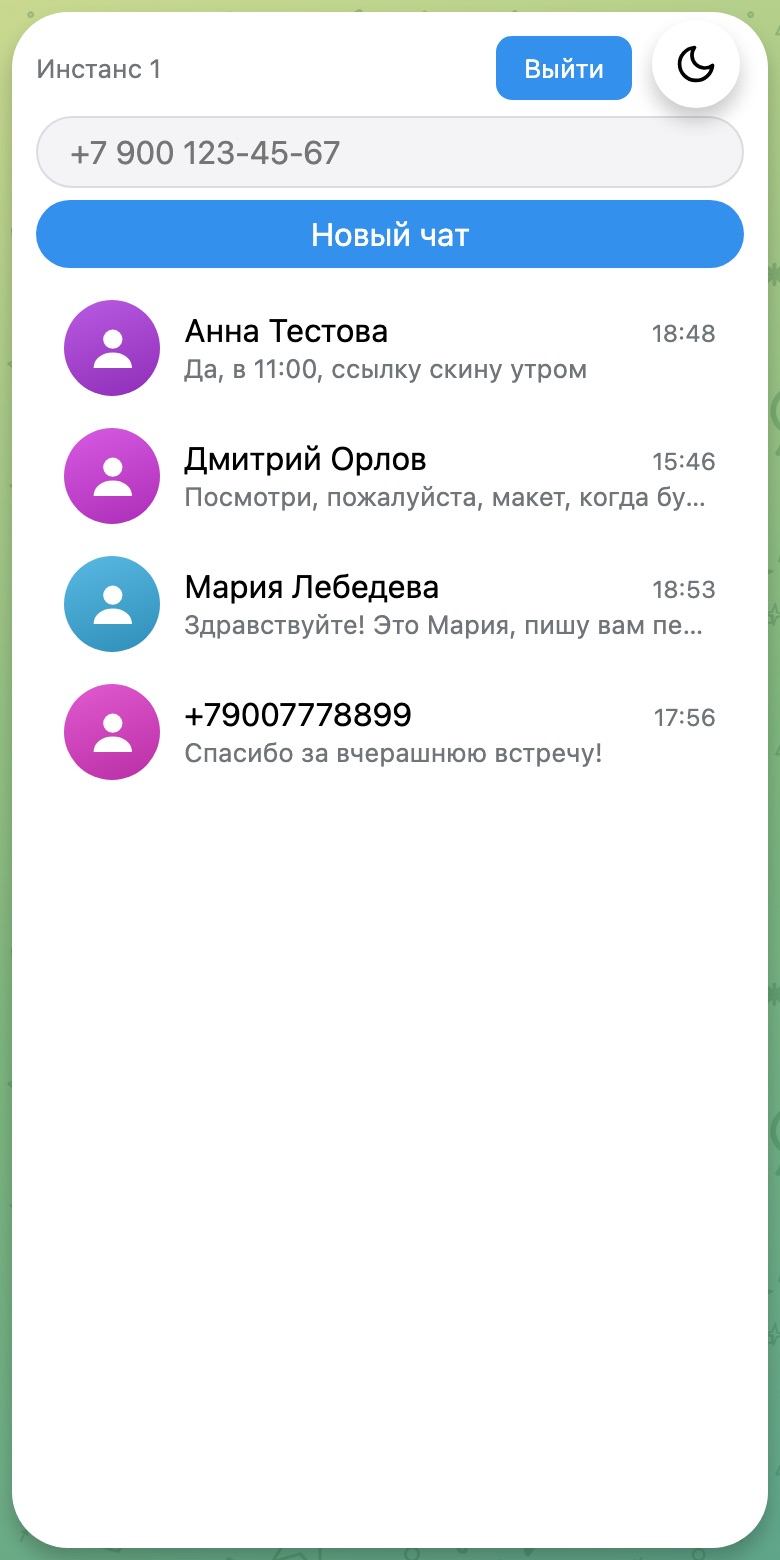 Инстанс 1
Выйти
+7 900 123-45-67
Новый чат
Анна Тестова
18:48
Да, в 11:00, ссылку скину утром
Дмитрий Орлов
15:46
Посмотри, пожалуйста, макет, когда бу...
Мария Лебедева
18:53
Здравствуйте! Это Мария, пишу вам пе...
+79007778899
17:56
Спасибо за вчерашнюю встречу!